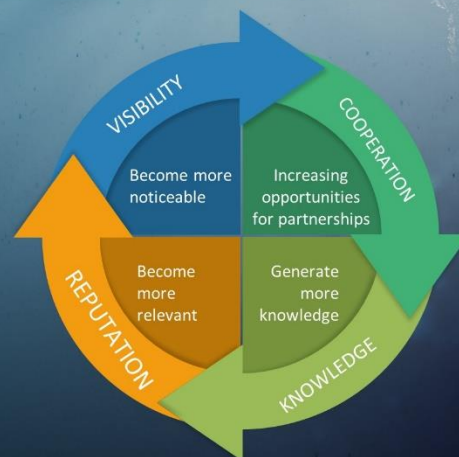 VISIBILITY
Become more
noticeable
COOPERATION
Increasing
opportunities
for partnerships
KNOWLEDGE
Generate
more
knowledge
REPUTATION
Become
more
relevant